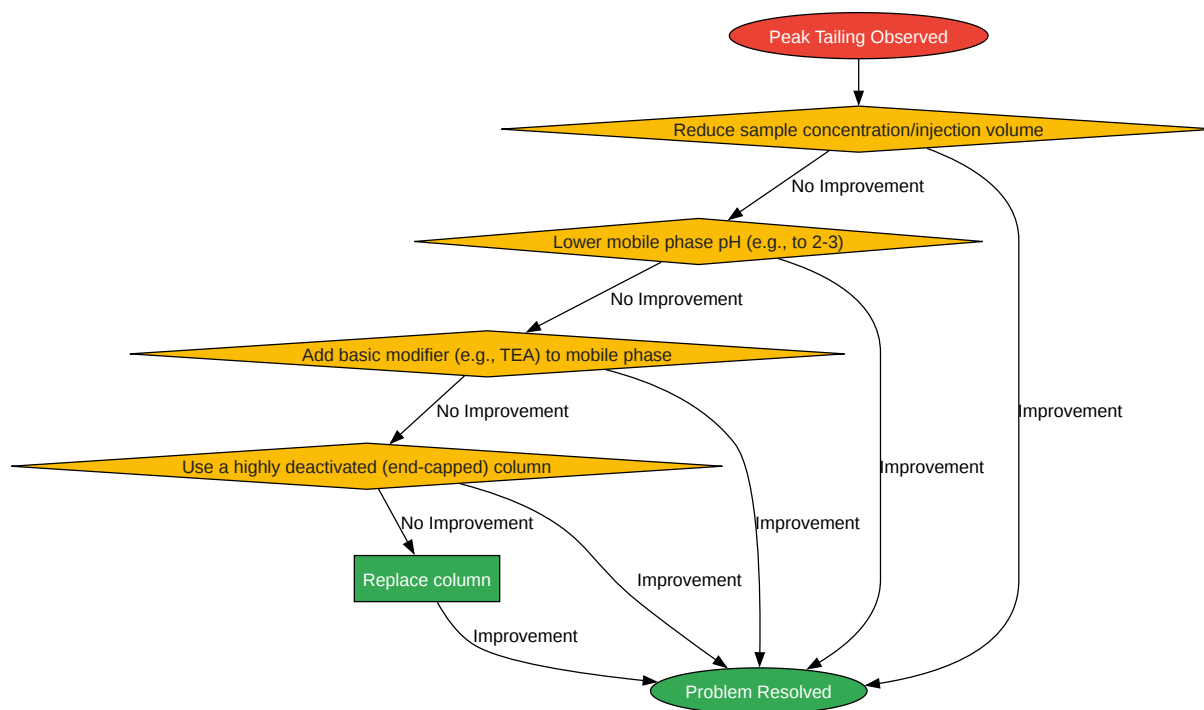 Peak Tailing Observed
Reduce sample concentration/injection volume
No Improvement
Lower mobile phase pH (e.g., to 2-3)
No Improvement
Add basic modifier (e.g., TEA) to mobile phase
No Improvement
Improvement
Use a highly deactivated (end-capped) column
Improvement
No Improvement
Improvement
Replace column
Improvement
Improvement
Problem Resolved